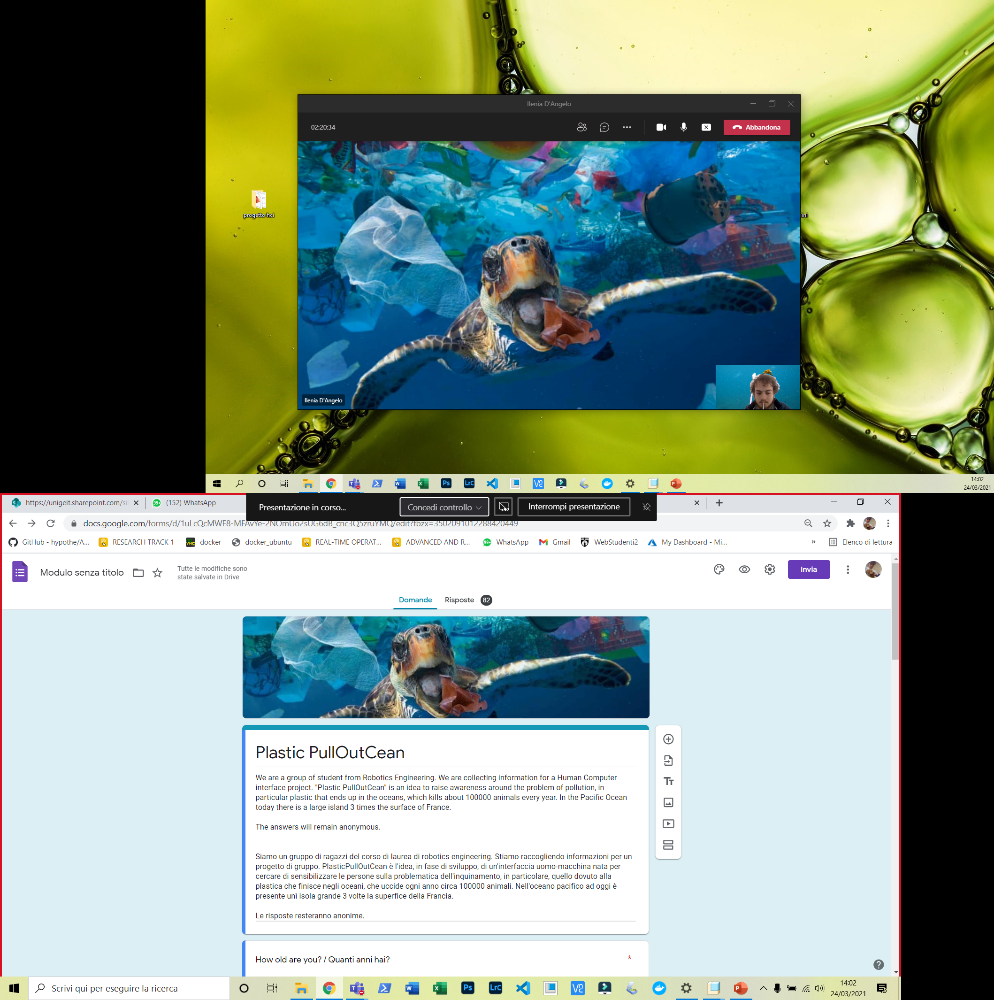 Ilenia D'Angelo
02:20:34
Abbandona
progetto hci
Ilenia D'Angelo
14:02
24/03/2021
https://unigeit.sharepoint.com/si
(152) WhatsApp
Presentazione in corso...
Concedi controllo
Interrompi presentazione
docs.google.com/forms/d/1uLcQcMWF8-MFAvYe-2NOmUo2sUG6dB_cnc3Q5zruYMQ/edit?fbzx=3502091012288420449
GitHub - hypothe/A...
RESEARCH TRACK 1
docker
docker_ubuntu
REAL-TIME OPERAT...
ADVANCED AND R...
WhatsApp
Gmail
WebStudenti2
My Dashboard - Mi...
»
Elenco di lettura
Modulo senza titolo
Tutte le modifiche sono
state salvate in Drive
Invia
Domande
Risposte 82
Plastic PullOutCean
We are a group of student from Robotics Engineering. We are collecting information for a Human Computer
interface project. "Plastic PullOutCean" is an idea to raise awareness around the problem of pollution, in
particular plastic that ends up in the oceans, which kills about 100000 animals every year. In the Pacific Ocean
today there is a large island 3 times the surface of France.
The answers will remain anonymous.
Siamo un gruppo di ragazzi del corso di laurea di robotics engineering. Stiamo raccogliendo informazioni per un
progetto di gruppo. PlasticPullOutCean è l'idea, in fase di sviluppo, di un'interfaccia uomo-macchina nata per
cercare di sensibilizzare le persone sulla problematica dell'inquinamento, in particolare, quello dovuto alla
plastica che finisce negli oceani, che uccide ogni anno circa 100000 animali. Nell'oceano pacifico ad oggi è
presente unì isola grande 3 volte la superfice della Francia.
Le risposte resteranno anonime.
How old are you? / Quanti anni hai? *
Scrivi qui per eseguire la ricerca
14:02
24/03/2021